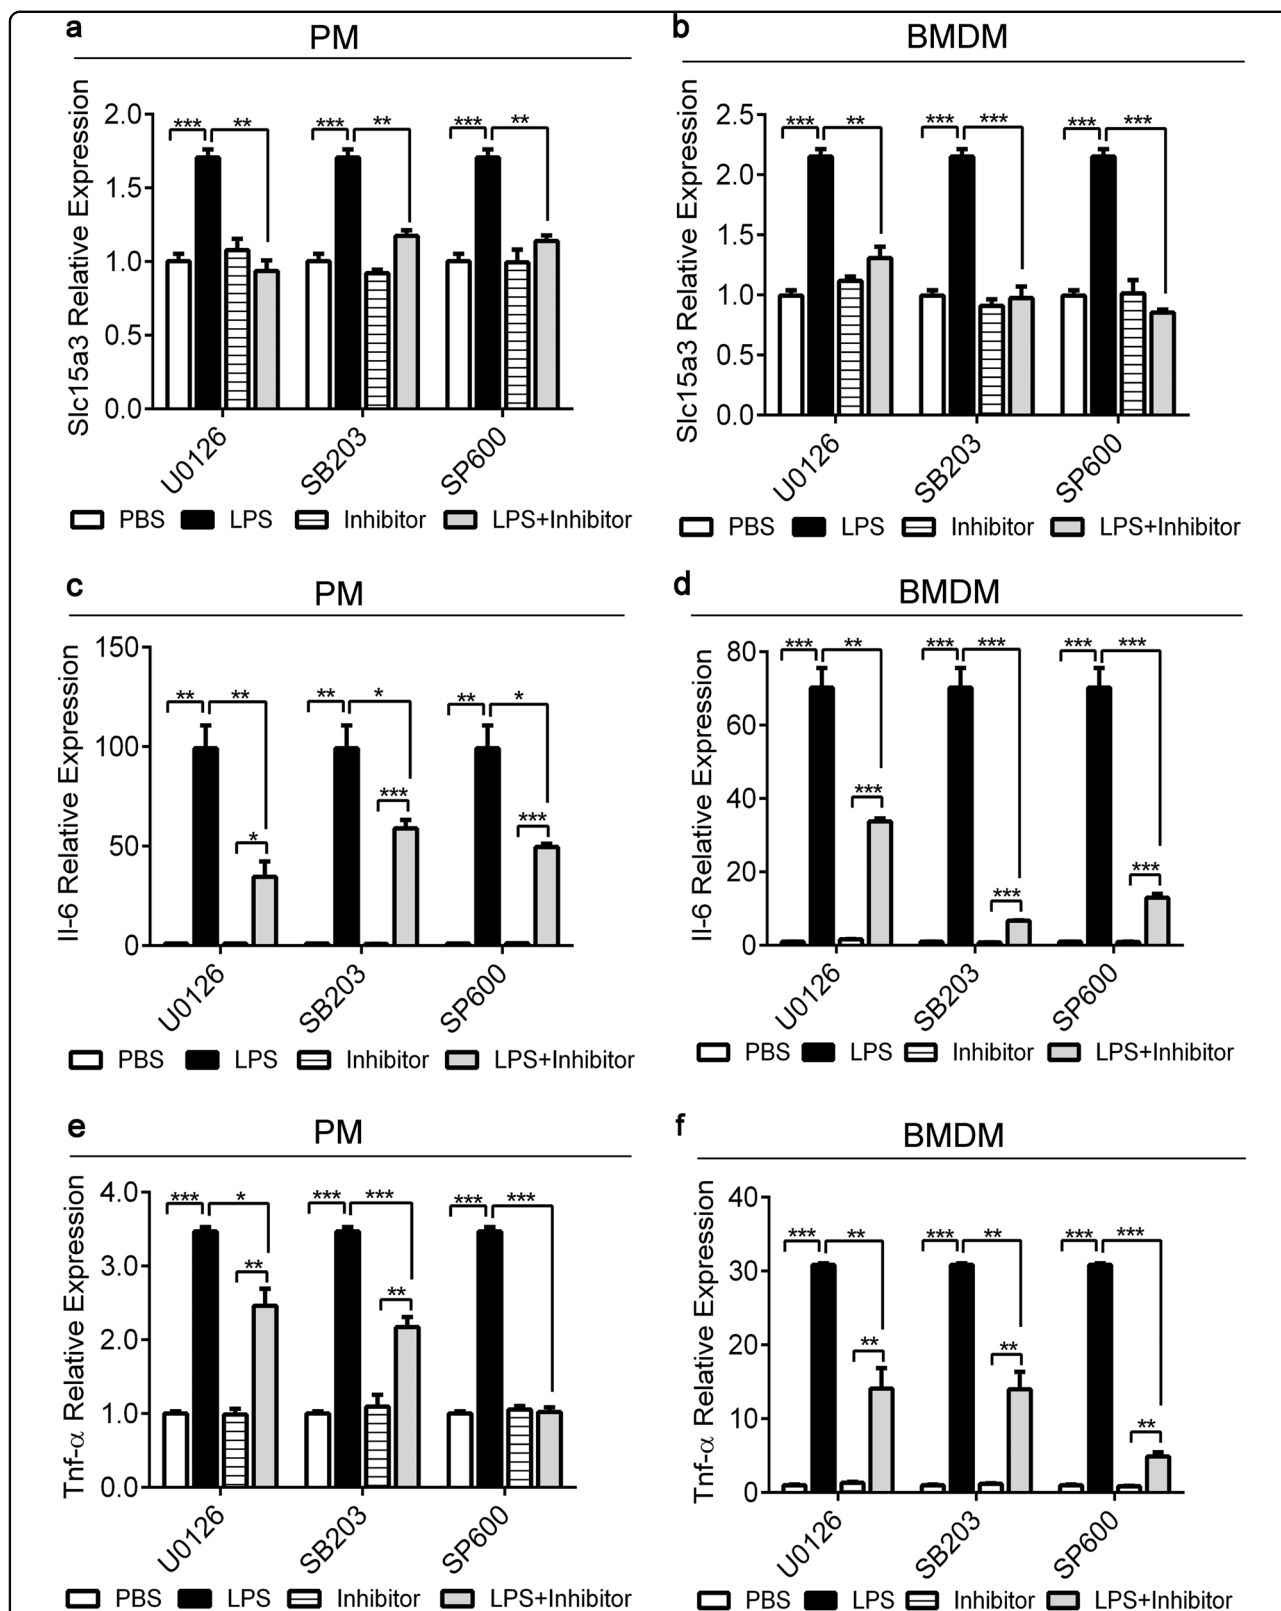 a
PM
Slc15a3 Relative Expression
2.0
1.5
1.0
0.5
0.0
*** ** *** ** *** **
U0126 SB203 SP600
PBS LPS Inhibitor LPS+Inhibitor
b
BMDM
Slc15a3 Relative Expression
2.5
2.0
1.5
1.0
0.5
0.0
*** ** *** *** *** ***
U0126 SB203 SP600
PBS LPS Inhibitor LPS+Inhibitor
c
PM
Il-6 Relative Expression
150
100
50
0
** ** ** * ** *
* *** ***
U0126 SB203 SP600
PBS LPS Inhibitor LPS+Inhibitor
d
BMDM
Il-6 Relative Expression
80
60
40
20
0
*** ** *** *** *** ***
*** *** ***
U0126 SB203 SP600
PBS LPS Inhibitor LPS+Inhibitor
e
PM
Tnf-α Relative Expression
4.0
3.0
2.0
1.0
0.0
*** * *** *** *** ***
** **
U0126 SB203 SP600
PBS LPS Inhibitor LPS+Inhibitor
f
BMDM
Tnf-α Relative Expression
40
30
20
10
0
*** ** *** ** *** ***
** ** **
U0126 SB203 SP600
PBS LPS Inhibitor LPS+Inhibitor